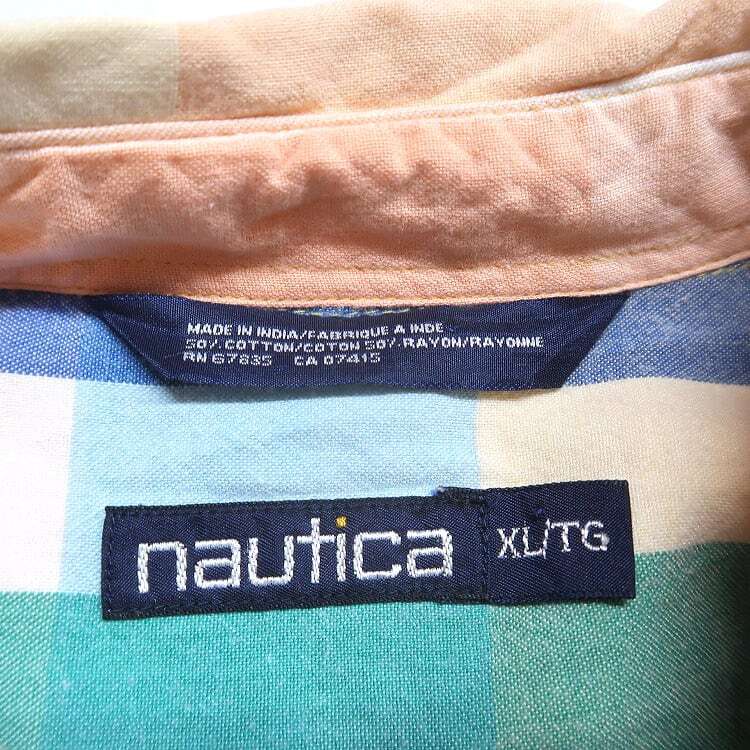 MADE IN INDIA/FABRIQUE A INDE
50% COTTON/COTON 50% RAYON/RAYONNE
RN 67835 CA 07415
nautica XL/TG